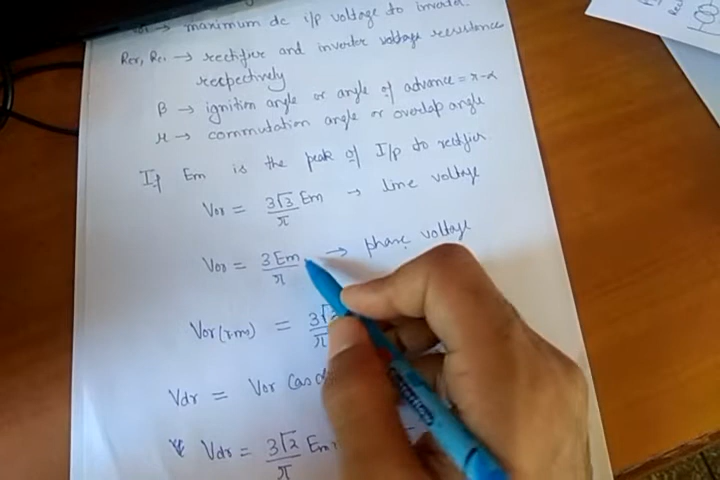 → maximum dc i/p voltage to inverter
Rcr, Rci → rectifier and inverter voltage resistance
respectively
β → ignition angle or angle of advance = π-α
μ → commutation angle or overlap angle
If Em is the peak of I/p to rectifier
Vor = 3√3/π Em → line voltage
Vor = 3Em/π → phase voltage
Vor(rms) = 3√
Vdr = Vor Cos α
Vdr = 3√2/π Em